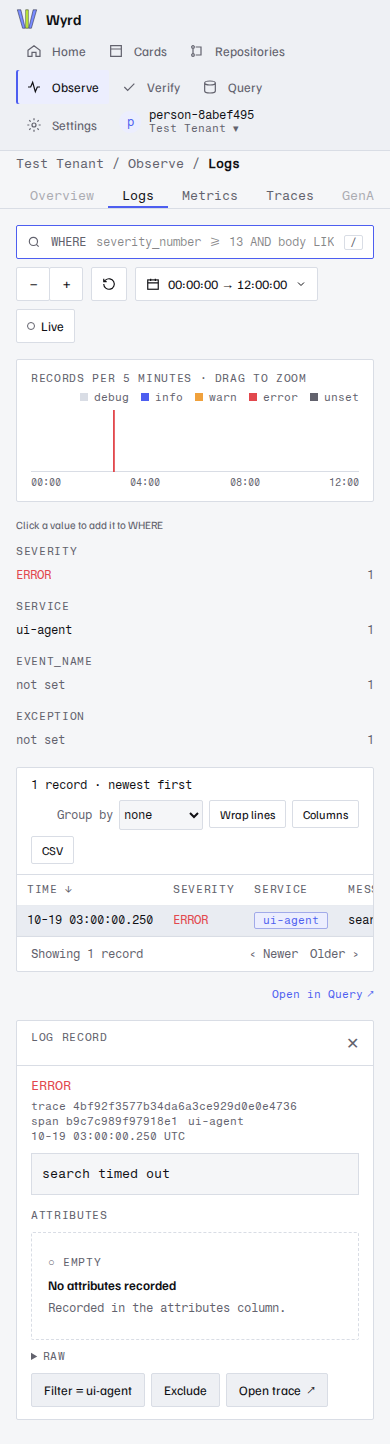 Wyrd
Home Cards Repositories
Observe Verify Query
Settings p person-8abef495
Test Tenant ▾
Test Tenant / Observe / Logs
Overview Logs Metrics Traces GenA
WHERE severity_number ≥ 13 AND body LIK /
− + 00:00:00 → 12:00:00
Live
RECORDS PER 5 MINUTES · DRAG TO ZOOM
debug info warn error unset
00:00 04:00 08:00 12:00
Click a value to add it to WHERE
SEVERITY
ERROR 1
SERVICE
ui-agent 1
EVENT_NAME
not set 1
EXCEPTION
not set 1
1 record · newest first
Group by none Wrap lines Columns
CSV
TIME ↓ SEVERITY SERVICE MESS
10-19 03:00:00.250 ERROR ui-agent sear
Showing 1 record ‹ Newer Older ›
Open in Query ↗
LOG RECORD ✕
ERROR
trace 4bf92f3577b34da6a3ce929d0e0e4736
span b9c7c989f97918e1 ui-agent
10-19 03:00:00.250 UTC
search timed out
ATTRIBUTES
○ EMPTY
No attributes recorded
Recorded in the attributes column.
▶ RAW
Filter = ui-agent Exclude Open trace ↗